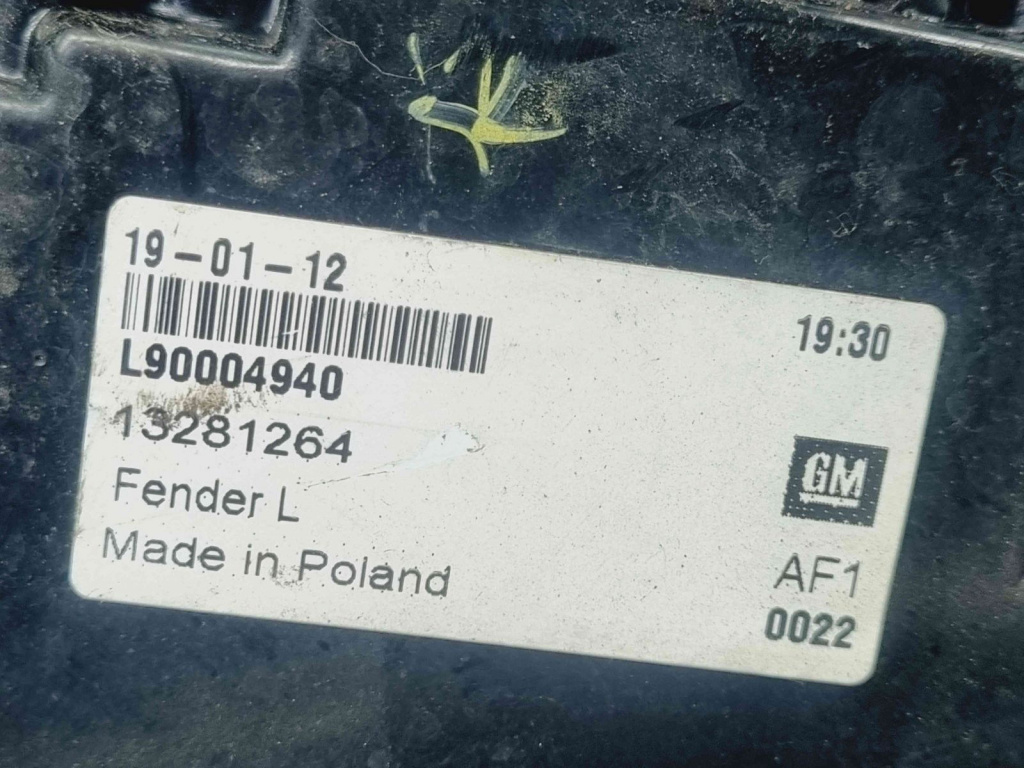 19-01-12
19:30
L90004940
13281264
GM
Fender L
AF1
Made in Poland
0022